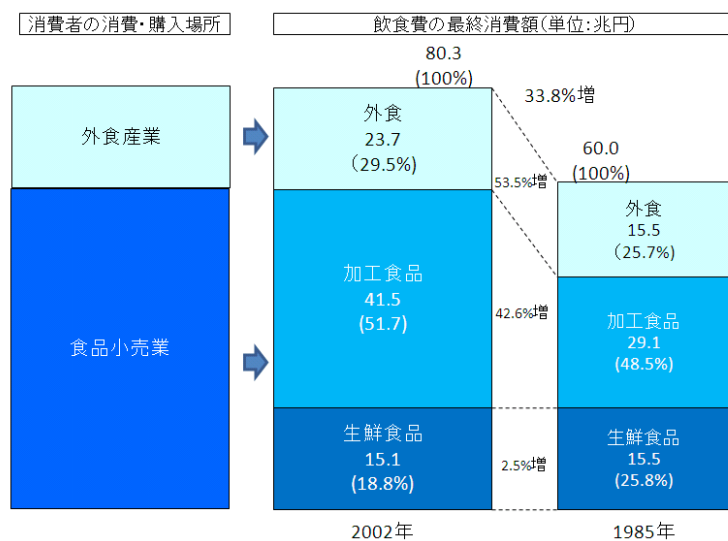 消費者の消費・購入場所
飲食費の最終消費額(単位:兆円)
80.3
(100%)
33.8%増
外食産業
外食
23.7
(29.5%)
60.0
(100%)
53.5%増
外食
15.5
(25.7%)
加工食品
41.5
(51.7)
42.6%増
加工食品
29.1
(48.5%)
食品小売業
生鮮食品
15.1
(18.8%)
2.5%増
生鮮食品
15.5
(25.8%)
2002年
1985年